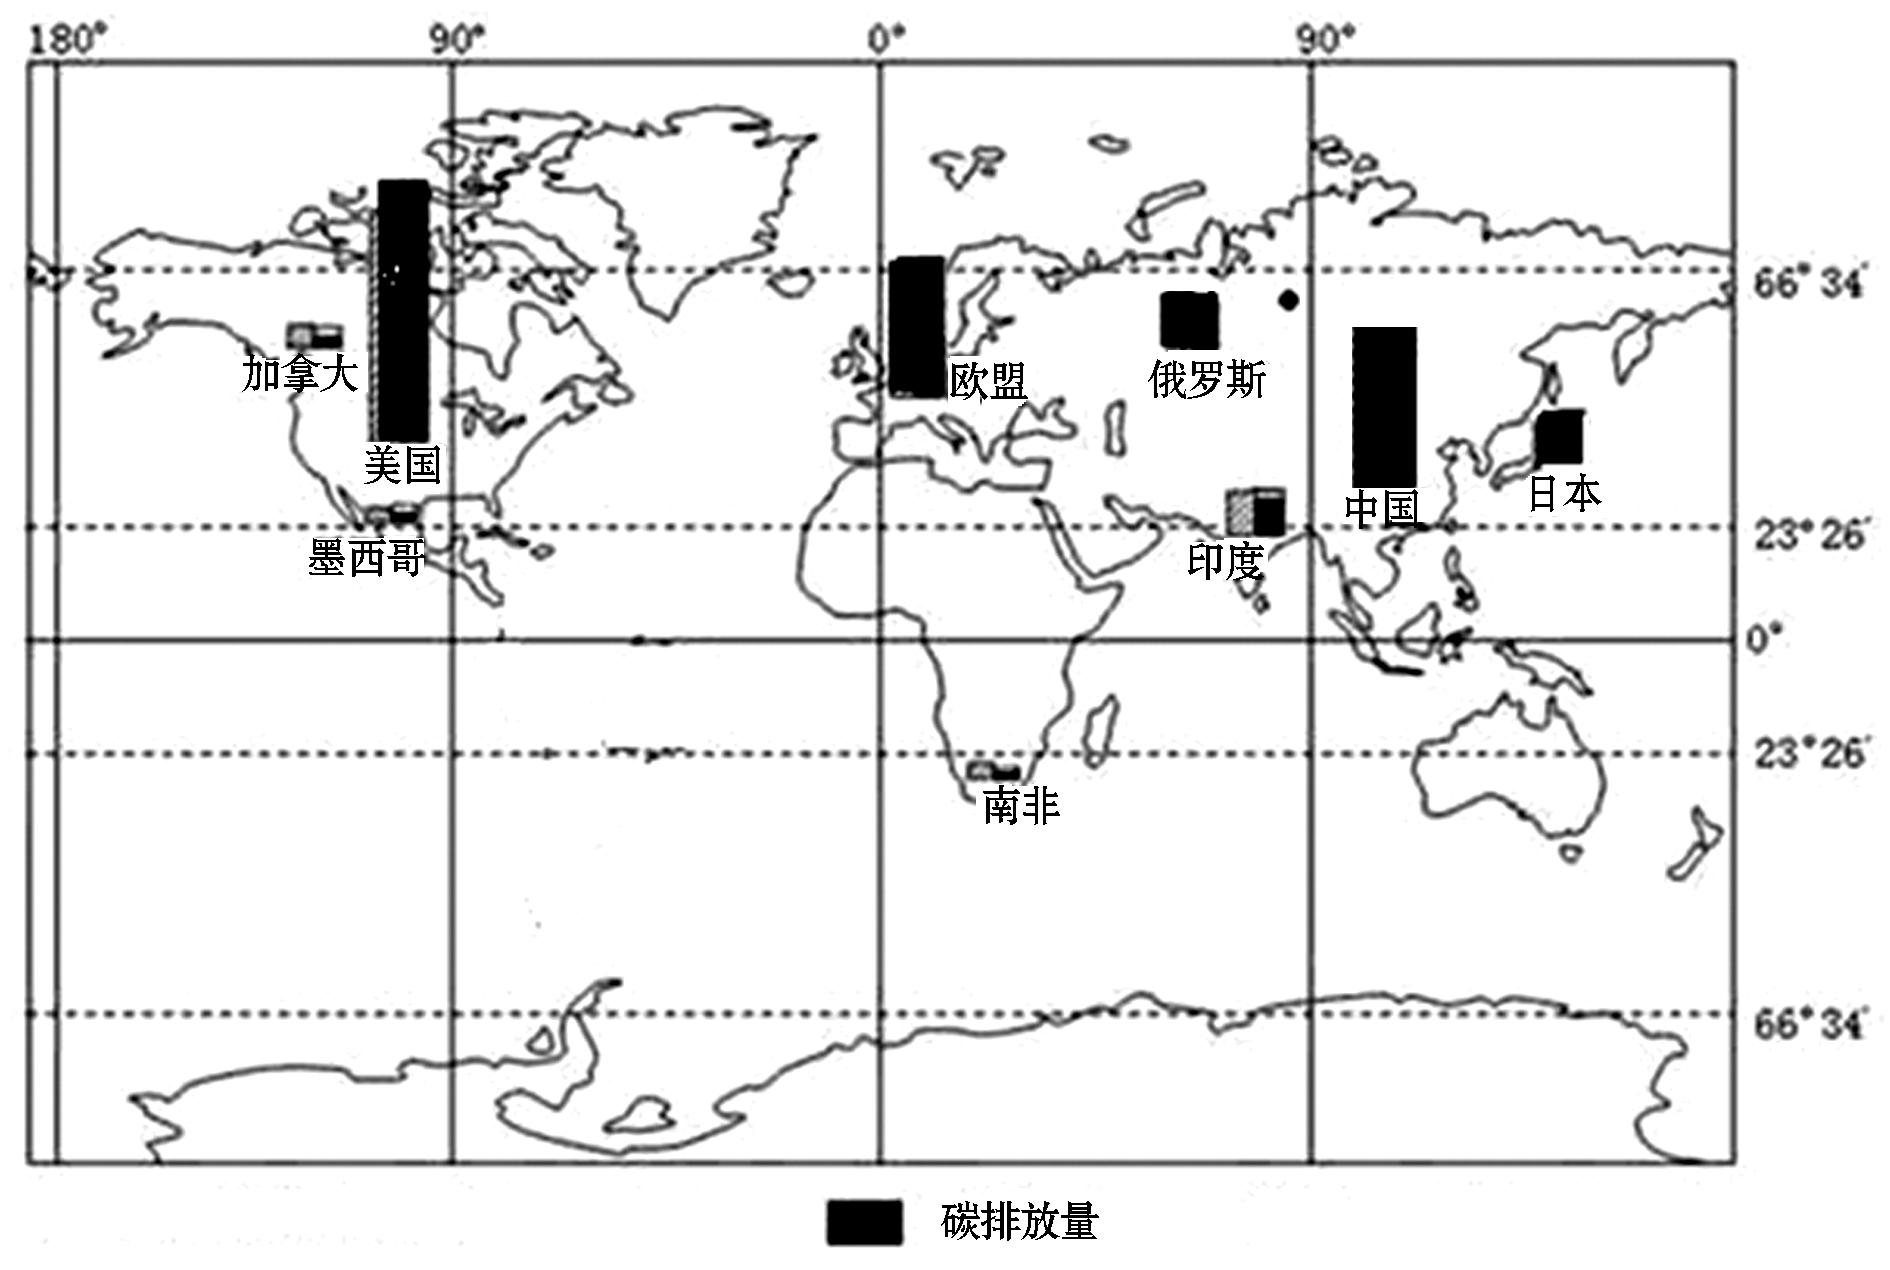 180° 90° 0° 90°
66°34′
加拿大
欧盟
俄罗斯
美国
中国
日本
23°26′
墨西哥
印度
0°
23°26′
南非
66°34′
碳排放量